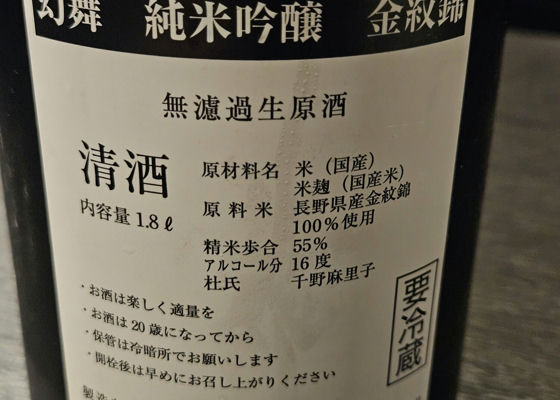 幻舞 純米吟醸 金紋錦
無濾過生原酒
清酒
内容量 1.8ℓ
原材料名 米(国産)
米麹(国産米)
原料米 長野県産金紋錦
100%使用
精米歩合 55%
アルコール分 16度
杜氏 千野麻里子
・お酒は楽しく適量を
・お酒は20歳になってから
・保管は冷暗所でお願いします
・開栓後は早めにお召し上がりください
要冷蔵
製造